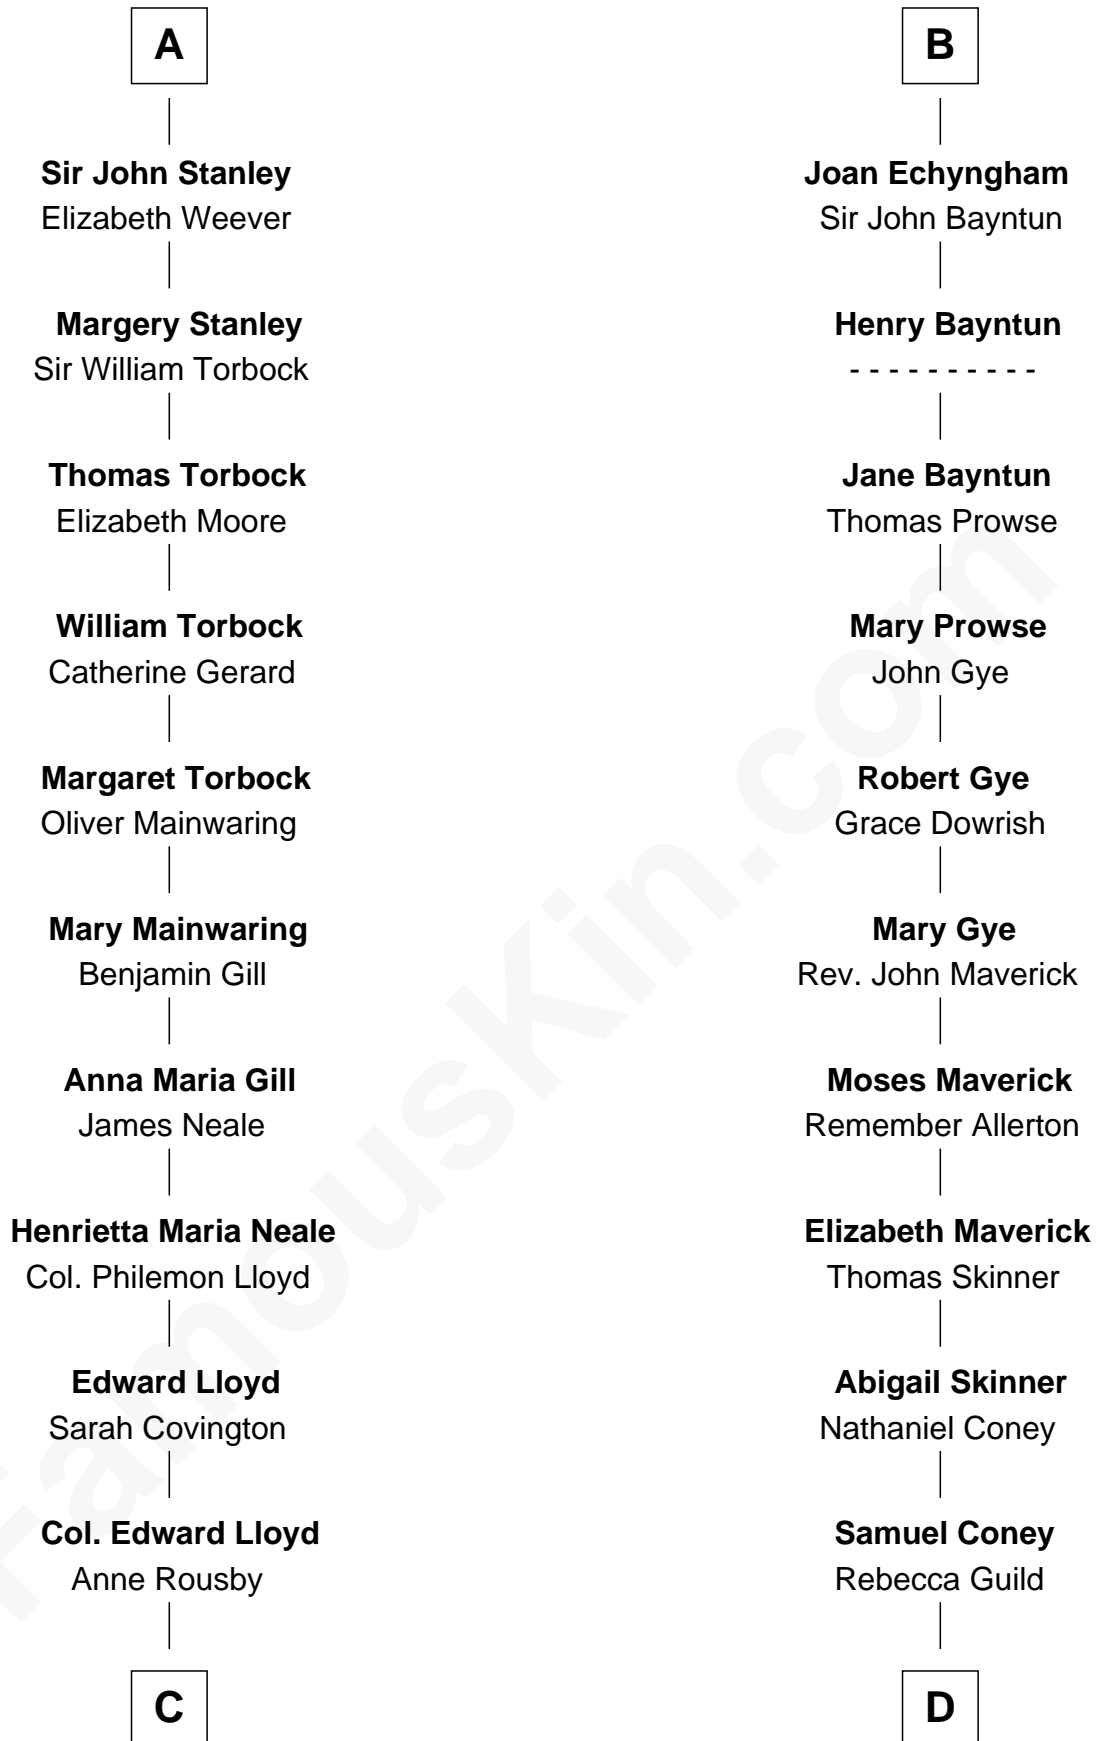 A
Sir John Stanley
Elizabeth Weever
Margery Stanley
Sir William Torbock
Thomas Torbock
Elizabeth Moore
William Torbock
Catherine Gerard
Margaret Torbock
Oliver Mainwaring
Mary Mainwaring
Benjamin Gill
Anna Maria Gill
James Neale
Henrietta Maria Neale
Col. Philemon Lloyd
Edward Lloyd
Sarah Covington
Col. Edward Lloyd
Anne Rousby
C
B
Joan Echyngham
Sir John Bayntun
Henry Bayntun
- - - - - - - - - -
Jane Bayntun
Thomas Prowse
Mary Prowse
John Gye
Robert Gye
Grace Dowrish
Mary Gye
Rev. John Maverick
Moses Maverick
Remember Allerton
Elizabeth Maverick
Thomas Skinner
Abigail Skinner
Nathaniel Coney
Samuel Coney
Rebecca Guild
D
FamousKin.com